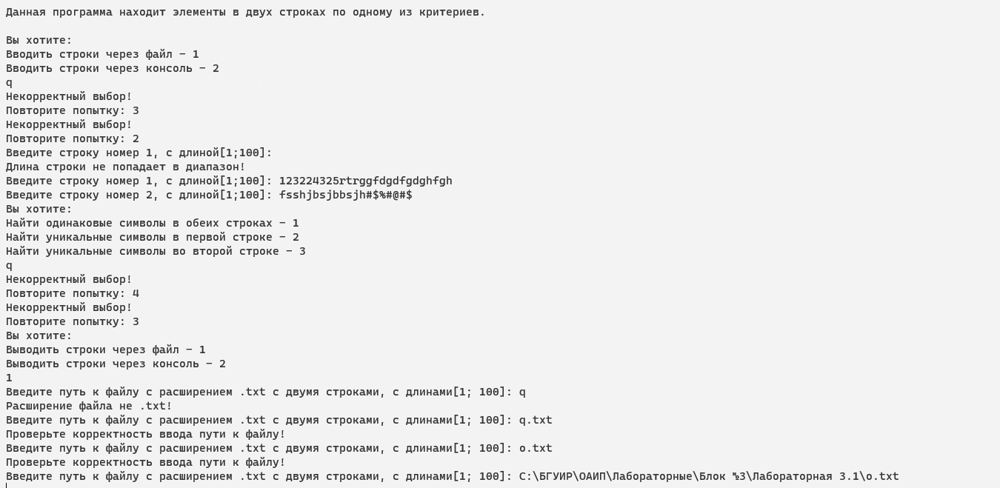 Данная программа находит элементы в двух строках по одному из критериев.
Вы хотите:
Вводить строки через файл - 1
Вводить строки через консоль - 2
q
Некорректный выбор!
Повторите попытку: 3
Некорректный выбор!
Повторите попытку: 2
Введите строку номер 1, с длиной[1;100]:
Длина строки не попадает в диапазон!
Введите строку номер 1, с длиной[1;100]: 123224325rtrggfdgdfgdghfgh
Введите строку номер 2, с длиной[1;100]: fsshjbsjbbsjh#$%#@#$
Вы хотите:
Найти одинаковые символы в обеих строках - 1
Найти уникальные символы в первой строке - 2
Найти уникальные символы во второй строке - 3
q
Некорректный выбор!
Повторите попытку: 4
Некорректный выбор!
Повторите попытку: 3
Вы хотите:
Выводить строки через файл - 1
Выводить строки через консоль - 2
1
Введите путь к файлу с расширением .txt с двумя строками, с длинами[1; 100]: q
Расширение файла не .txt!
Введите путь к файлу с расширением .txt с двумя строками, с длинами[1; 100]: q.txt
Проверьте корректность ввода пути к файлу!
Введите путь к файлу с расширением .txt с двумя строками, с длинами[1; 100]: o.txt
Проверьте корректность ввода пути к файлу!
Введите путь к файлу с расширением .txt с двумя строками, с длинами[1; 100]: C:\БГУИР\ОАИП\Лабораторные\Блок №3\Лабораторная 3.1\o.txt